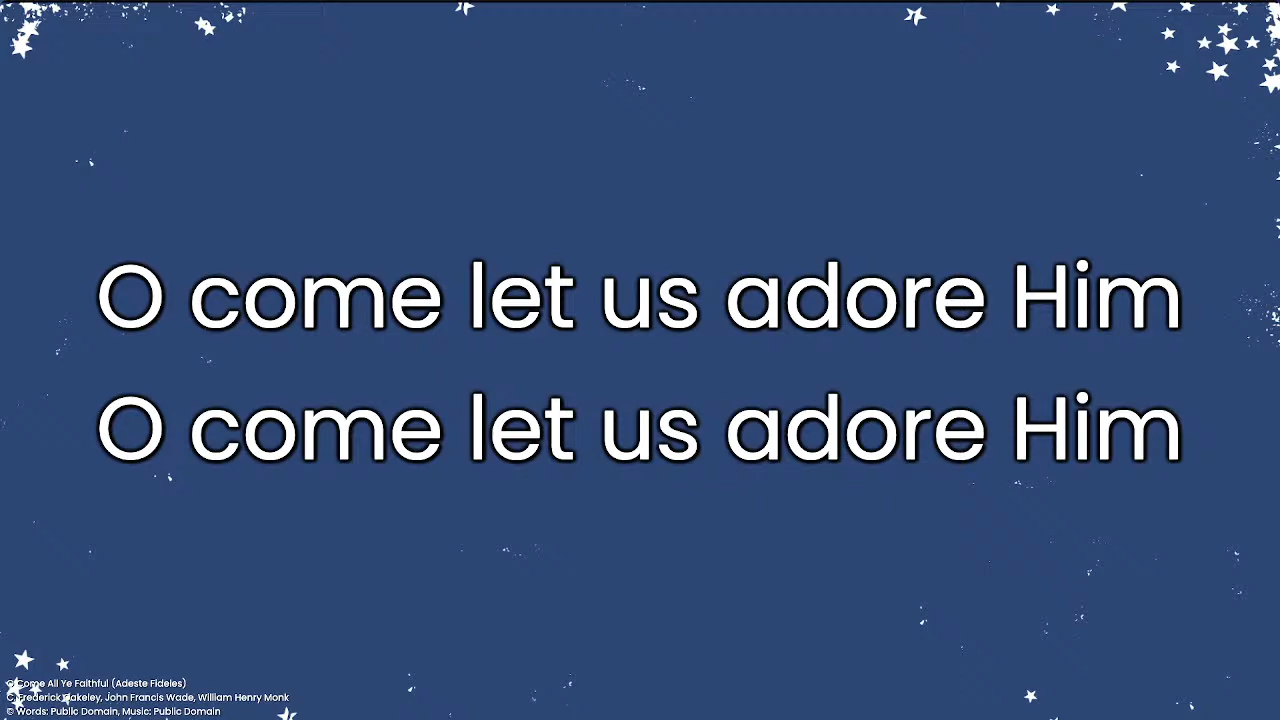 O come let us adore Him
O come let us adore Him
Come All Ye Faithful (Adeste Fideles)
C. Frederick Oakeley, John Francis Wade, William Henry Monk
© Words: Public Domain, Music: Public Domain